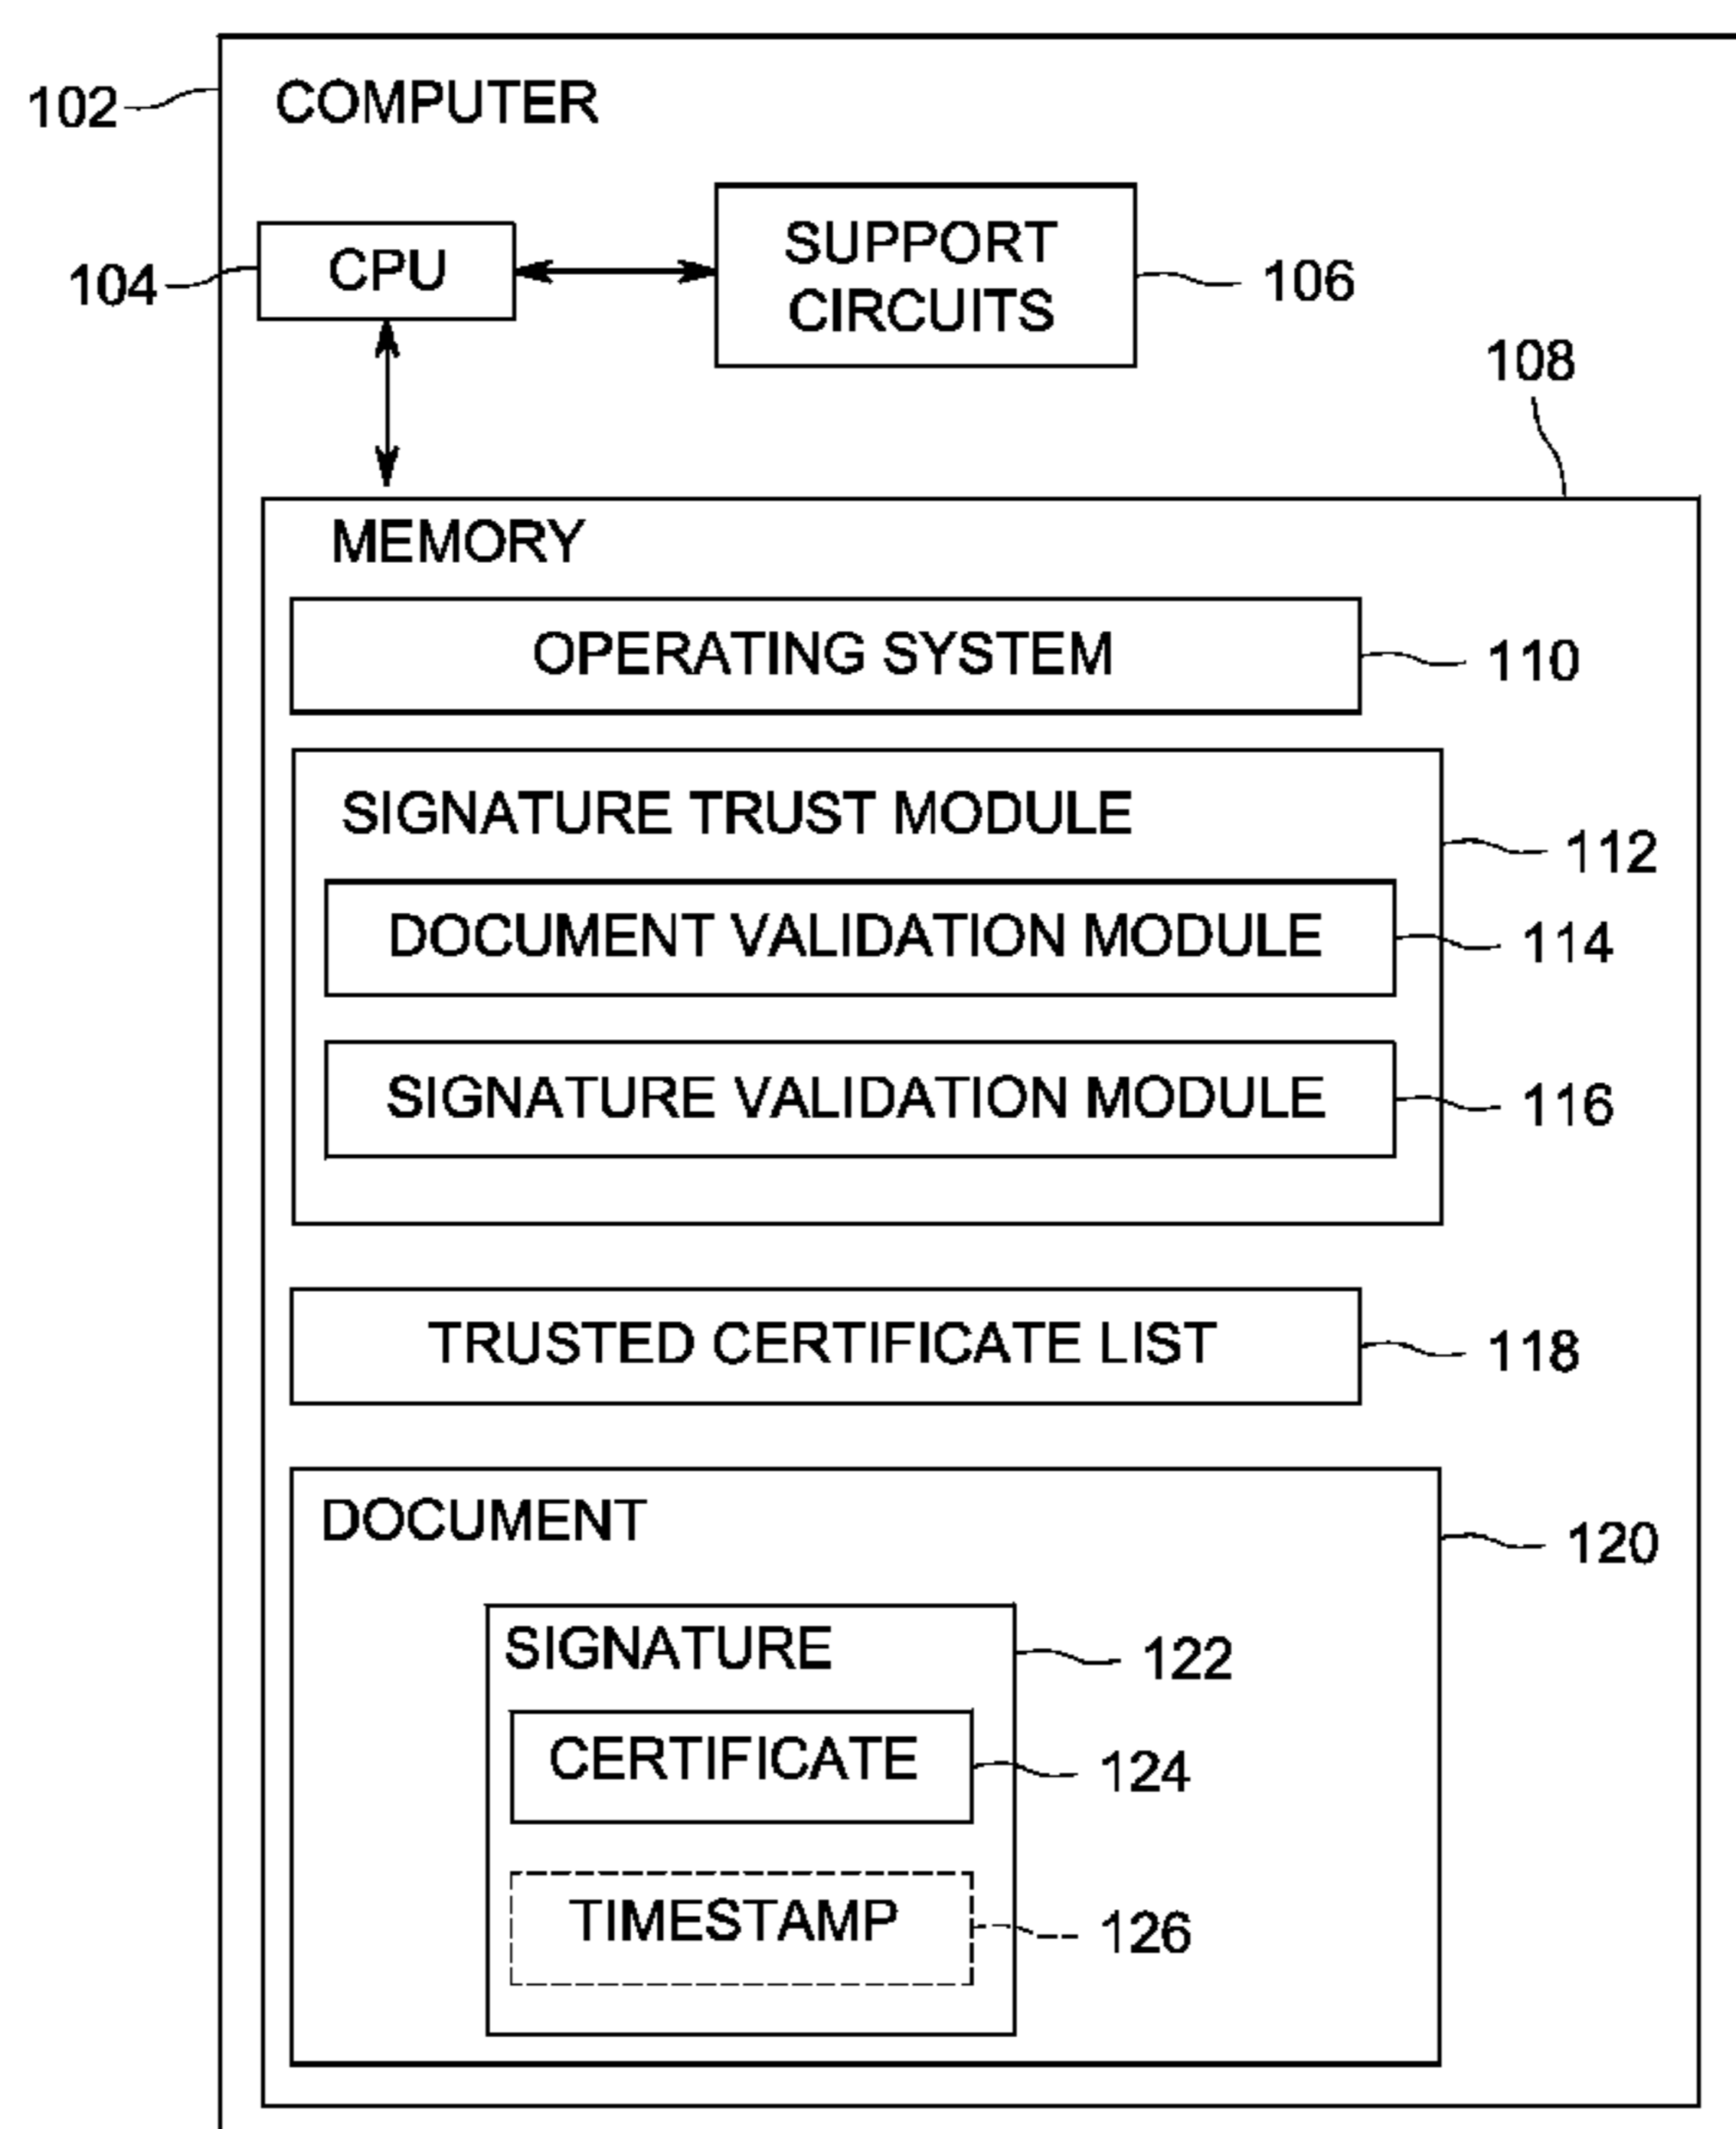 102 COMPUTER
104 CPU
SUPPORT
CIRCUITS
106
108
MEMORY
OPERATING SYSTEM 110
SIGNATURE TRUST MODULE
112
DOCUMENT VALIDATION MODULE 114
SIGNATURE VALIDATION MODULE 116
TRUSTED CERTIFICATE LIST 118
DOCUMENT
120
SIGNATURE 122
CERTIFICATE 124
TIMESTAMP 126